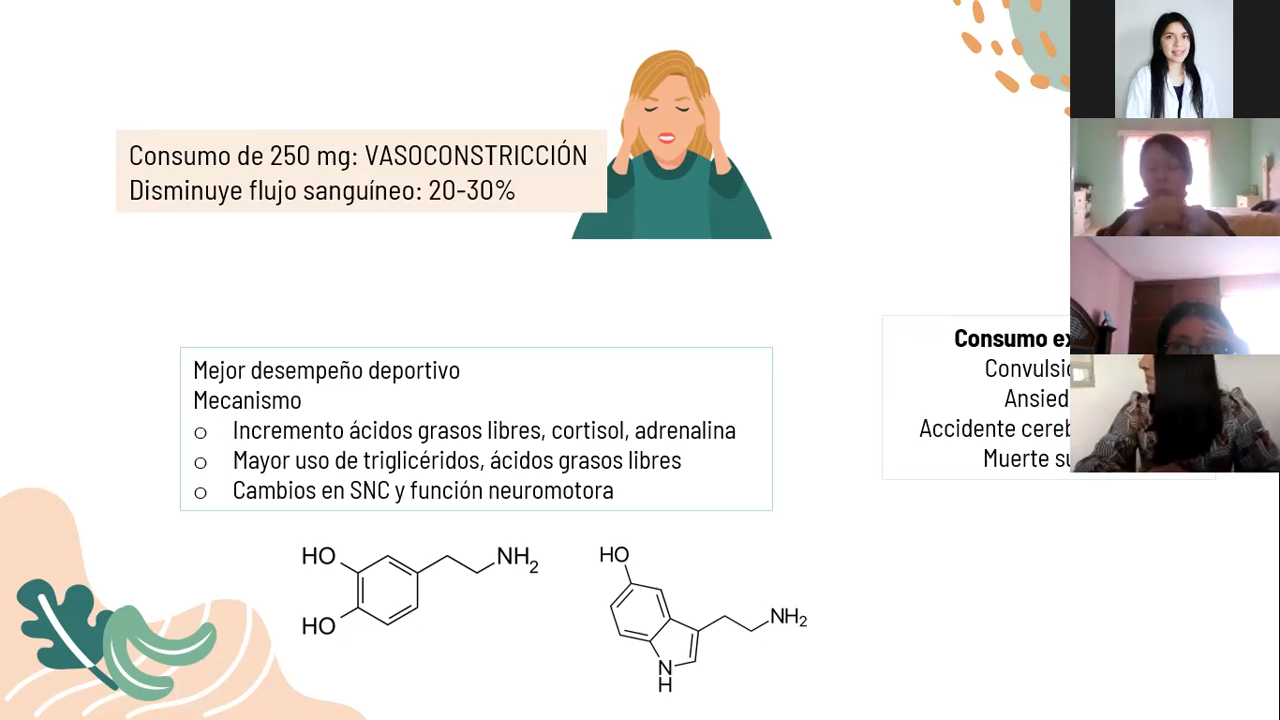 Consumo de 250 mg: VASOCONSTRICCIÓN
Disminuye flujo sanguíneo: 20-30%
Mejor desempeño deportivo
Mecanismo
o Incremento ácidos grasos libres, cortisol, adrenalina
o Mayor uso de triglicéridos, ácidos grasos libres
o Cambios en SNC y función neuromotora
Consumo
Accidente
Muerte
HO
NH2
HO
HO
NH2
N
H